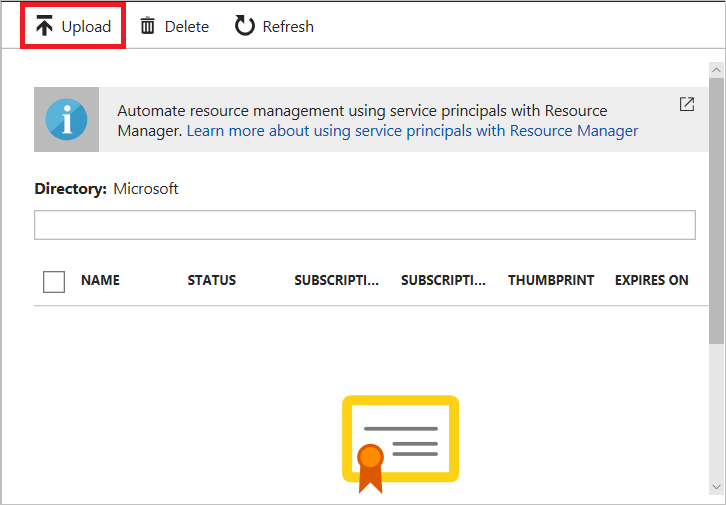 Upload Delete Refresh
Automate resource management using service principals with Resource
Manager. Learn more about using service principals with Resource Manager
Directory: Microsoft
NAME STATUS SUBSCRIPTI... SUBSCRIPTI... THUMBPRINT EXPIRES ON